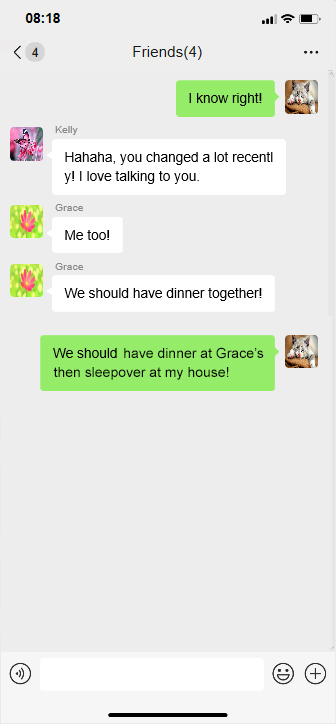 08:18
4
Friends(4)
I know right!
Kelly
Hahaha, you changed a lot recentl
y! I love talking to you.
Grace
Me too!
Grace
We should have dinner together!
We should have dinner at Grace's
then sleepover at my house!